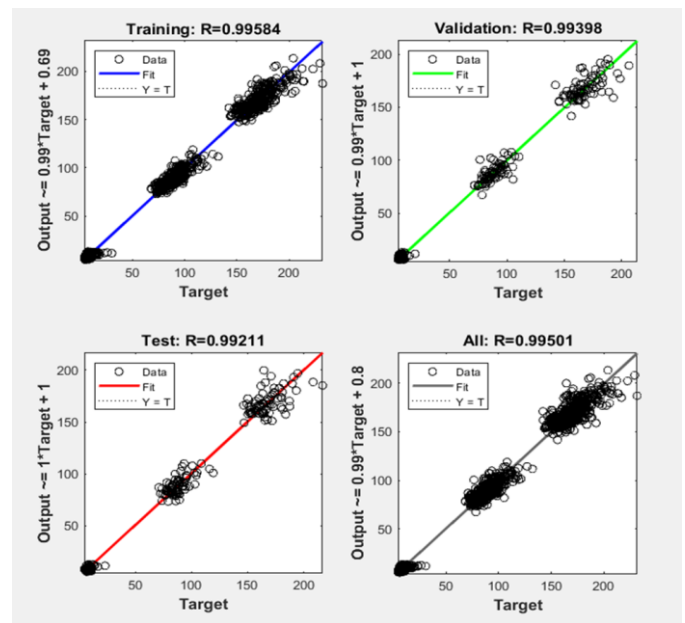 Training: R=0.99584
Output ~= 0.99*Target + 0.69
200
150
100
50
Data
Fit
Y = T
50
100
150
200
Target
Validation: R=0.99398
Output ~= 0.99*Target + 1
200
150
100
50
Data
Fit
Y = T
50
100
150
200
Target
Test: R=0.99211
Output ~= 1*Target + 1
200
150
100
50
Data
Fit
Y = T
50
100
150
200
Target
All: R=0.99501
Output ~= 0.99*Target + 0.8
200
150
100
50
Data
Fit
Y = T
50
100
150
200
Target